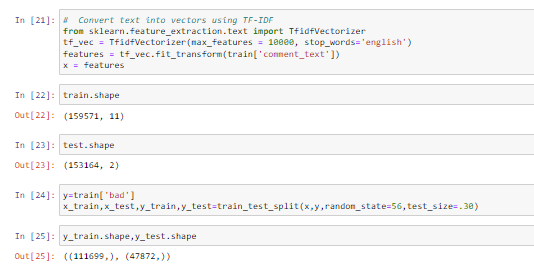 In [21]: # Convert text into vectors using TF-IDF
from sklearn.feature_extraction.text import TfidfVectorizer
tf_vec = TfidfVectorizer(max_features = 10000, stop_words='english')
features = tf_vec.fit_transform(train['comment_text'])
x = features
In [22]: train.shape
Out[22]: (159571, 11)
In [23]: test.shape
Out[23]: (153164, 2)
In [24]: y=train['bad']
x_train,x_test,y_train,y_test=train_test_split(x,y,random_state=56,test_size=.30)
In [25]: y_train.shape,y_test.shape
Out[25]: ((111699,), (47872,))